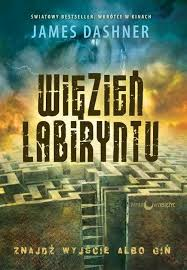 ŚWIATOWY BESTSELLER. WKRÓTCE W KINACH
JAMES DASHNER
WIĘZIEŃ
LABIRYNTU
ZNAJDŹ WYJŚCIE ALBO GIŃ